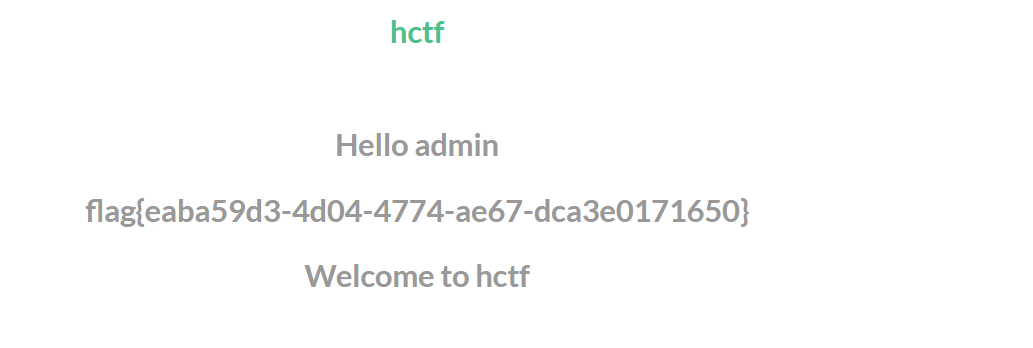 hctf
Hello admin
flag{eaba59d3-4d04-4774-ae67-dca3e0171650}
Welcome to hctf